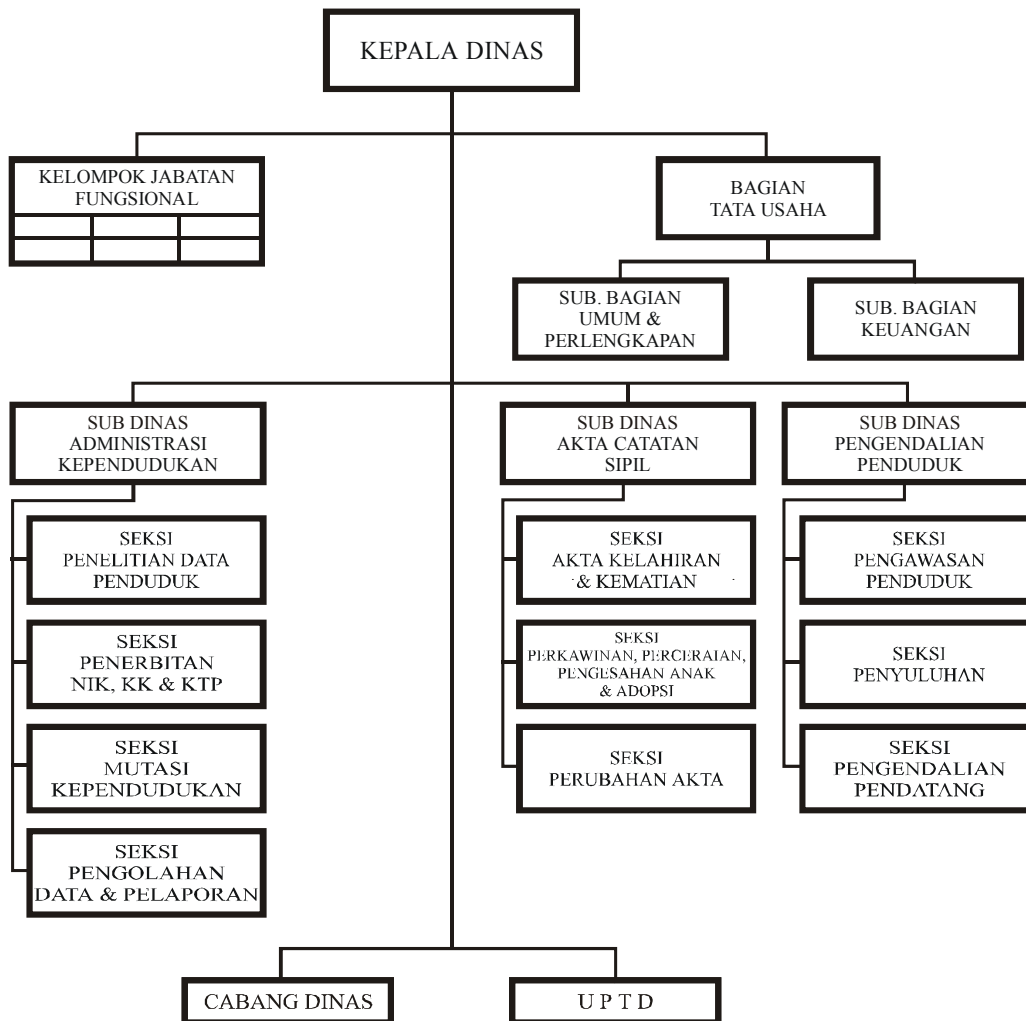 KEPALA DINAS
KELOMPOK JABATAN
FUNGSIONAL
BAGIAN
TATA USAHA
SUB. BAGIAN
UMUM &
PERLENGKAPAN
SUB. BAGIAN
KEUANGAN
SUB DINAS
ADMINISTRASI
KEPENDUDUKAN
SUB DINAS
AKTA CATATAN
SIPIL
SUB DINAS
PENGENDALIAN
PENDUDUK
SEKSI
PENELITIAN DATA
PENDUDUK
SEKSI
PENERBITAN
NIK, KK & KTP
SEKSI
MUTASI
KEPENDUDUKAN
SEKSI
PENGOLAHAN
DATA & PELAPORAN
SEKSI
AKTA KELAHIRAN
& KEMATIAN
SEKSI
PERKAWINAN, PERCERAIAN,
PENGESAHAN ANAK
& ADOPSI
SEKSI
PERUBAHAN AKTA
SEKSI
PENGAWASAN
PENDUDUK
SEKSI
PENYULUHAN
SEKSI
PENGENDALIAN
PENDATANG
CABANG DINAS
U P T D